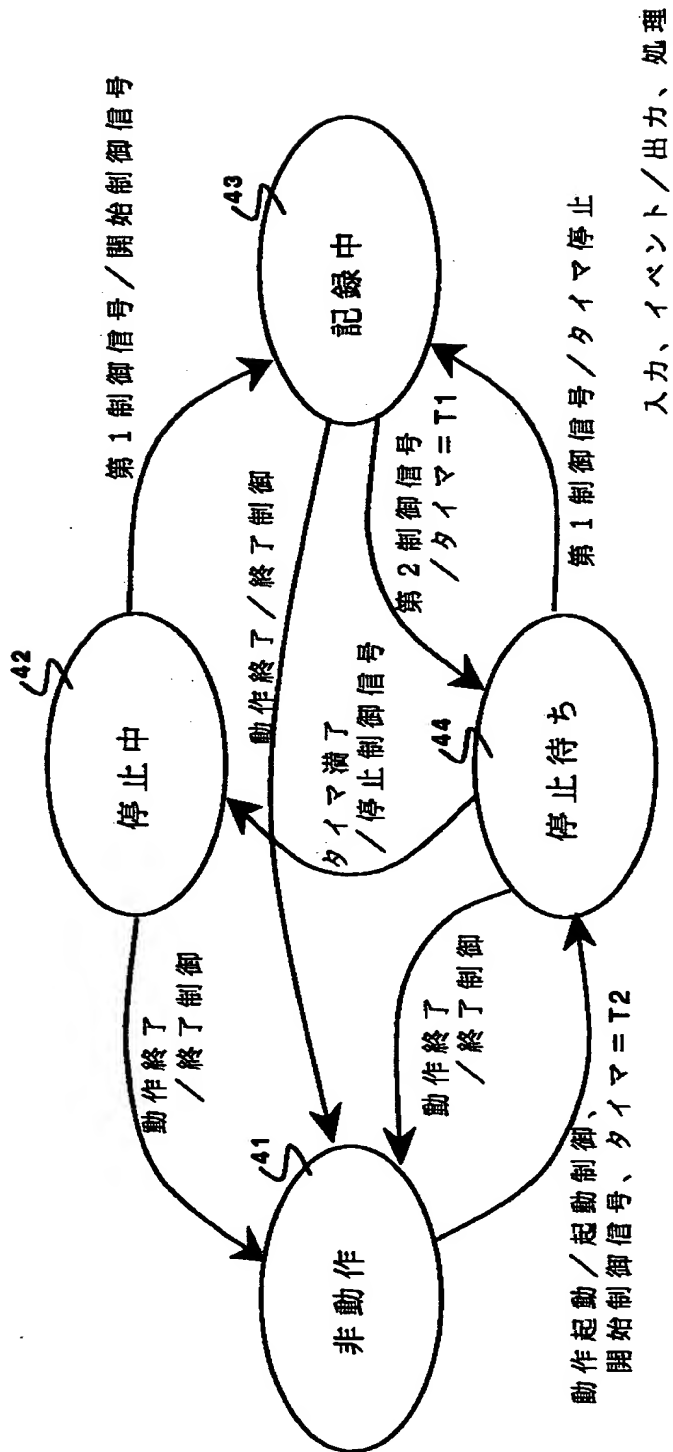 第1制御信号/開始制御信号
42
停止中
43
記録中
動作終了
/終了制御
動作終了/終了制御
タイマ満了
/停止制御信号
第2制御信号
/タイマ=T1
41
非動作
44
停止待ち
動作終了
/終了制御
第1制御信号/タイマ停止
動作起動/起動制御、
開始制御信号、タイマ=T2
入力、イベント/出力、処理